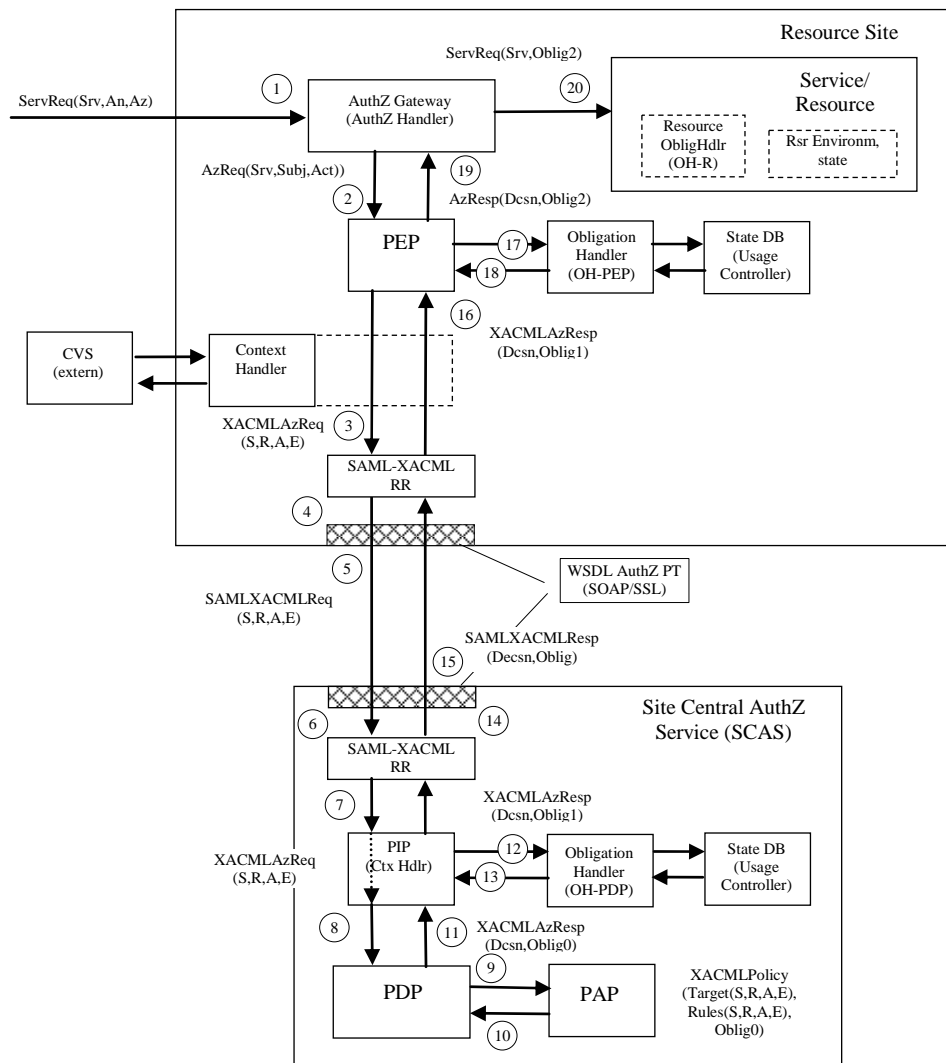 Resource Site
ServReq(Srv,Oblig2)
Service/
Resource
ServReq(Srv,An,Az)
1
AuthZ Gateway
(AuthZ Handler)
20
Resource
ObligHdlr
(OH-R)
Rsr Environm,
state
AzReq(Srv,Subj,Act))
19
2
AzResp(Dcsn,Oblig2)
PEP
17
18
Obligation
Handler
(OH-PEP)
State DB
(Usage
Controller)
16
XACMLAzResp
(Dcsn,Oblig1)
CVS
(extern)
Context
Handler
XACMLAzReq
(S,R,A,E)
3
SAML-XACML
RR
4
5
WSDL AuthZ PT
(SOAP/SSL)
SAMLXACMLReq
(S,R,A,E)
SAMLXACMLResp
(Decsn,Oblig)
15
Site Central AuthZ
Service (SCAS)
6
14
SAML-XACML
RR
7
XACMLAzResp
(Dcsn,Oblig1)
XACMLAzReq
(S,R,A,E)
PIP
(Ctx Hdlr)
12
13
Obligation
Handler
(OH-PDP)
State DB
(Usage
Controller)
8
11
XACMLAzResp
(Dcsn,Oblig0)
9
PDP
PAP
10
XACMLPolicy
(Target(S,R,A,E),
Rules(S,R,A,E),
Oblig0)